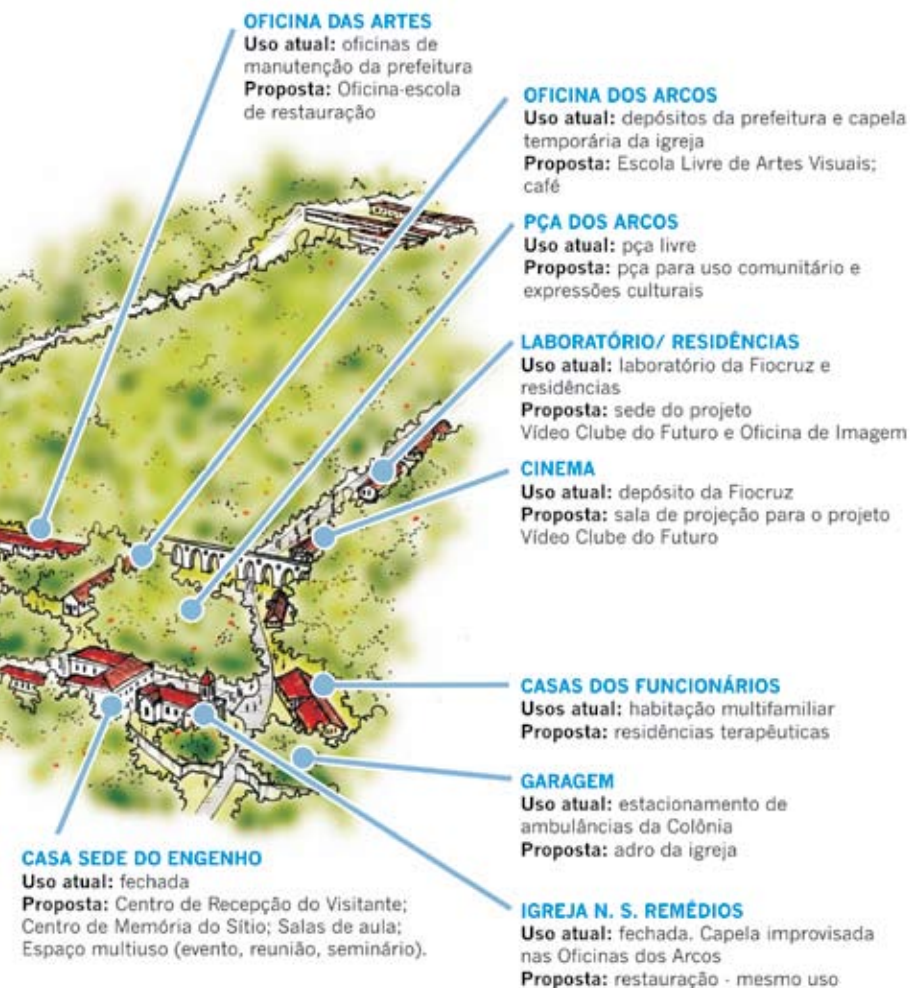 OFICINA DAS ARTES
Uso atual: oficinas de
manutenção da prefeitura
Proposta: Oficina-escola
de restauração
OFICINA DOS ARCOS
Uso atual: depósitos da prefeitura e capela
temporária da igreja
Proposta: Escola Livre de Artes Visuais;
café
PÇA DOS ARCOS
Uso atual: pça livre
Proposta: pça para uso comunitário e
expressões culturais
LABORATÓRIO/ RESIDÊNCIAS
Uso atual: laboratório da Fiocruz e
residências
Proposta: sede do projeto
Vídeo Clube do Futuro e Oficina de Imagem
CINEMA
Uso atual: depósito da Fiocruz
Proposta: sala de projeção para o projeto
Vídeo Clube do Futuro
CASAS DOS FUNCIONÁRIOS
Usos atual: habitação multifamiliar
Proposta: residências terapêuticas
GARAGEM
Uso atual: estacionamento de
ambulâncias da Colônia
Proposta: adro da igreja
CASA SEDE DO ENGENHO
Uso atual: fechada
Proposta: Centro de Recepção do Visitante;
Centro de Memória do Sítio; Salas de aula;
Espaço multiuso (evento, reunião, seminário).
IGREJA N. S. REMÉDIOS
Uso atual: fechada. Capela improvisada
nas Oficinas dos Arcos
Proposta: restauração - mesmo uso